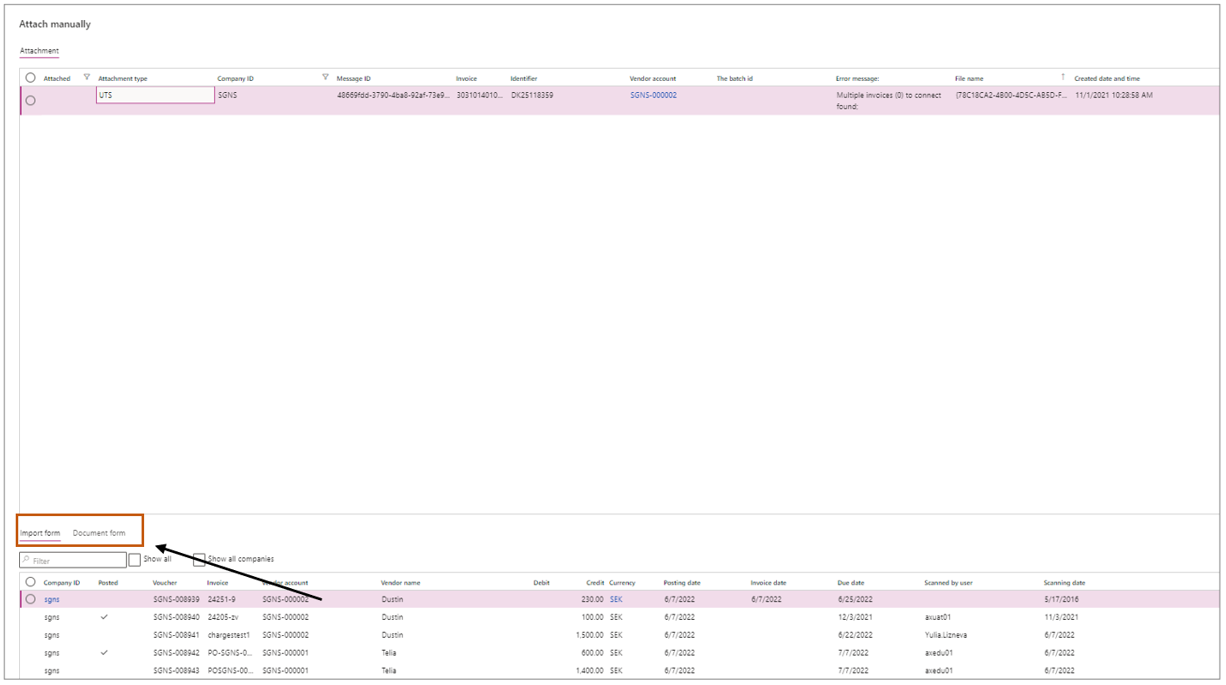 Attach manually
Attachment
Attached Attachment type Company ID Message ID Invoice Identifier Vendor account The batch id Error message: File name Created date and time
UTS SGNS 48669fdd-3790-4ba8-92af-73e9... 3031014010... DK25118359 SGNS-000002 Multiple invoices (0) to connect {78C18CA2-4B00-4D5C-AB5D-F... 11/1/2021 10:28:58 AM
found;
Import form Document form
Filter Show all Show all companies
Company ID Posted Voucher Invoice Vendor account Vendor name Debit Credit Currency Posting date Invoice date Due date Scanned by user Scanning date
sgns SGNS-008939 24251-9 SGNS-000002 Dustin 230.00 SEK 6/7/2022 6/7/2022 6/25/2022 5/17/2016
sgns SGNS-008940 24205-zv SGNS-000002 Dustin 100.00 SEK 6/7/2022 12/3/2021 axuat01 11/3/2021
sgns SGNS-008941 chargestest1 SGNS-000002 Dustin 1,500.00 SEK 6/7/2022 6/22/2022 Yulia.Lizneva 6/7/2022
sgns SGNS-008942 PO-SGNS-0... SGNS-000001 Telia 600.00 SEK 6/7/2022 7/7/2022 axedu01 6/7/2022
sgns SGNS-008943 POSGNS-00... SGNS-000001 Telia 1,400.00 SEK 6/7/2022 7/7/2022 axedu01 6/7/2022